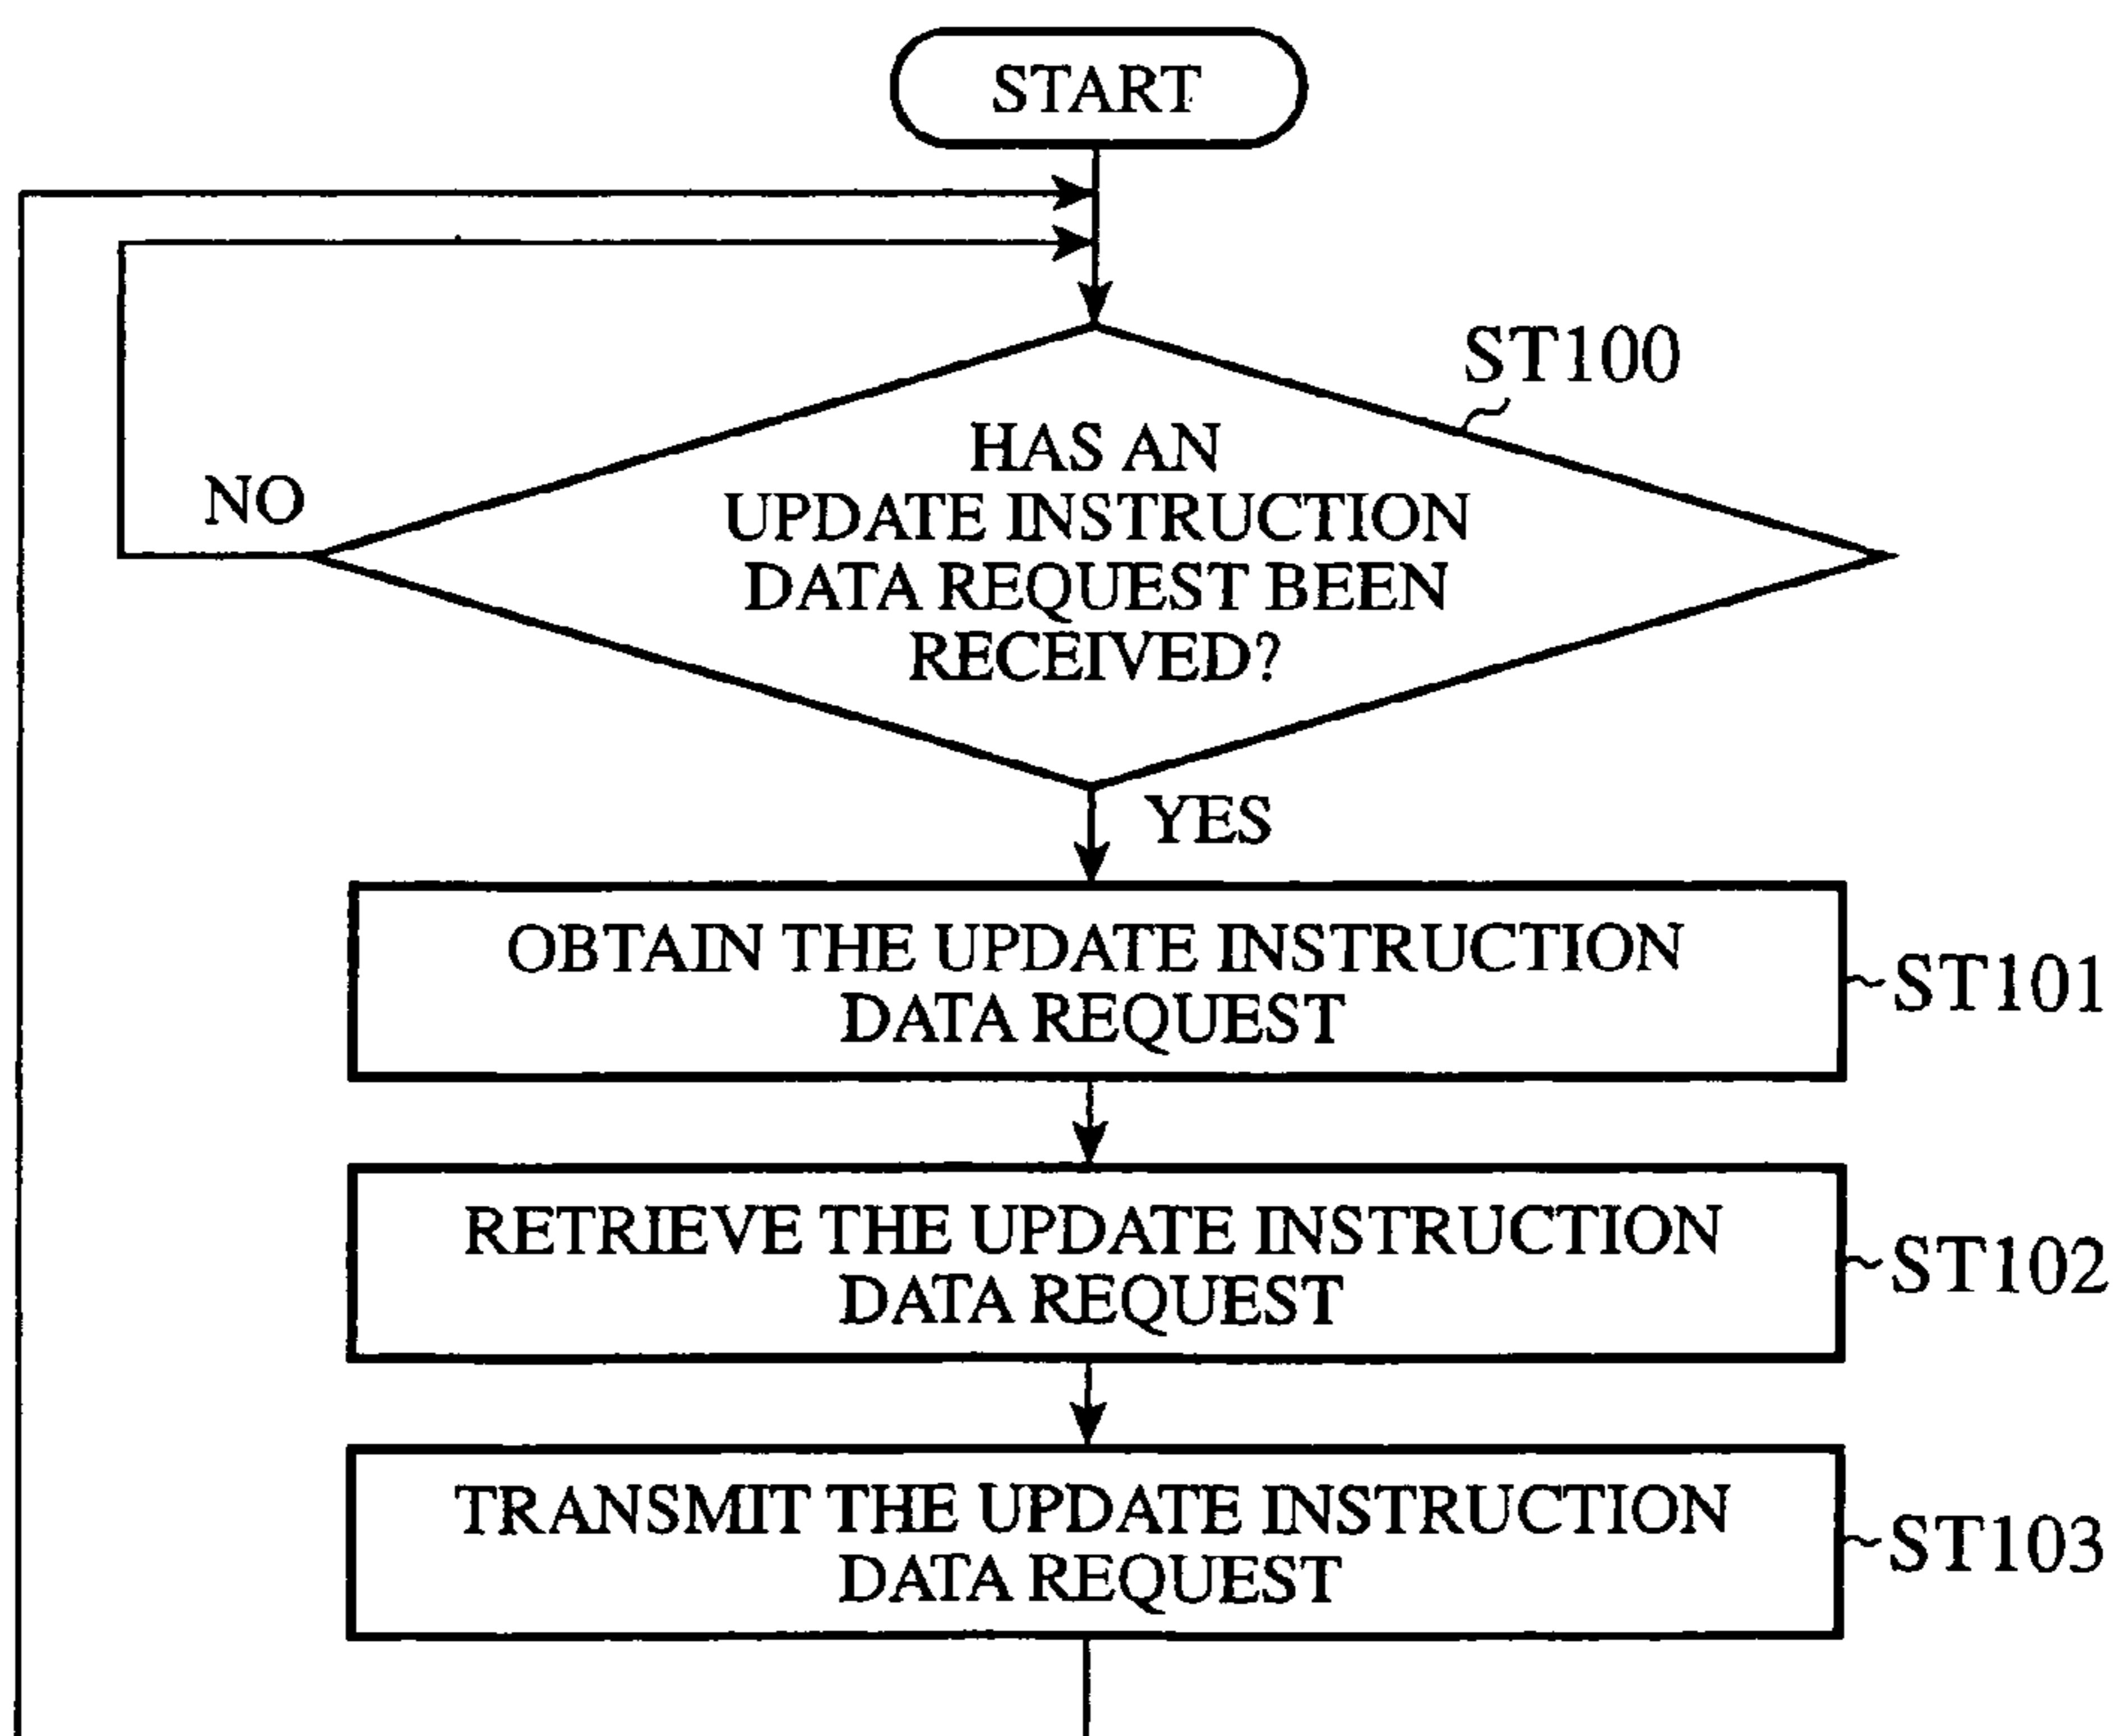 START
ST100
HAS AN
UPDATE INSTRUCTION
DATA REQUEST BEEN
RECEIVED?
NO
YES
OBTAIN THE UPDATE INSTRUCTION
DATA REQUEST
ST101
RETRIEVE THE UPDATE INSTRUCTION
DATA REQUEST
ST102
TRANSMIT THE UPDATE INSTRUCTION
DATA REQUEST
ST103